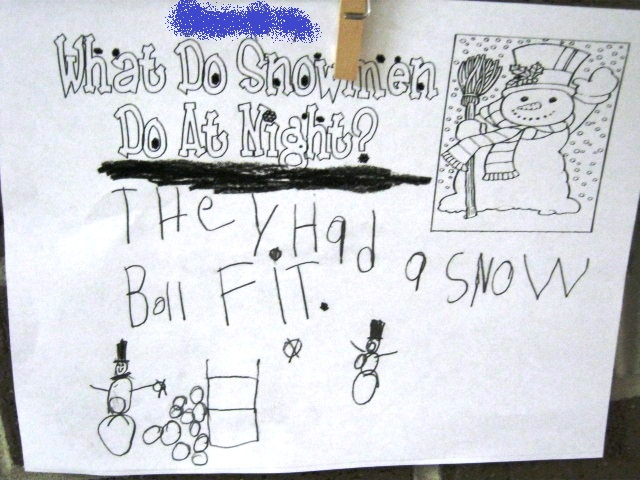 What Do Snowmen
Do At Night?
THey Had a SNOW
Ball FIT.